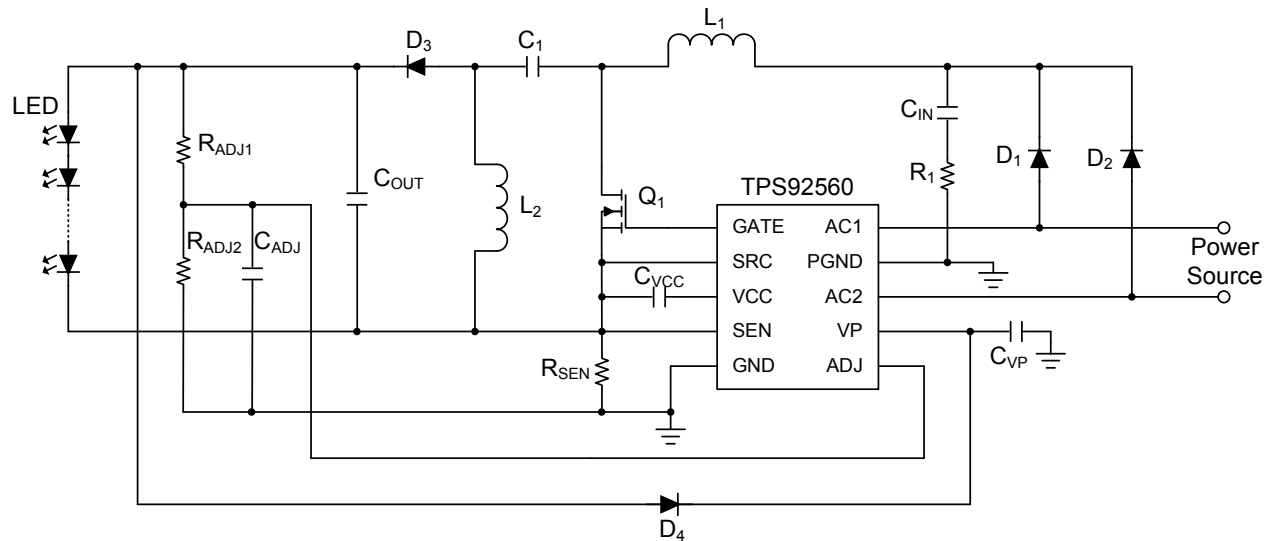 L1
D3
C1
LED
CIN
RADJ1
D1
D2
R1
COUT
TPS92560
L2
Q1
GATE
AC1
RADJ2
CADJ
Power
Source
SRC
PGND
CVCC
VCC
AC2
SEN
VP
RSEN
CVP
GND
ADJ
D4